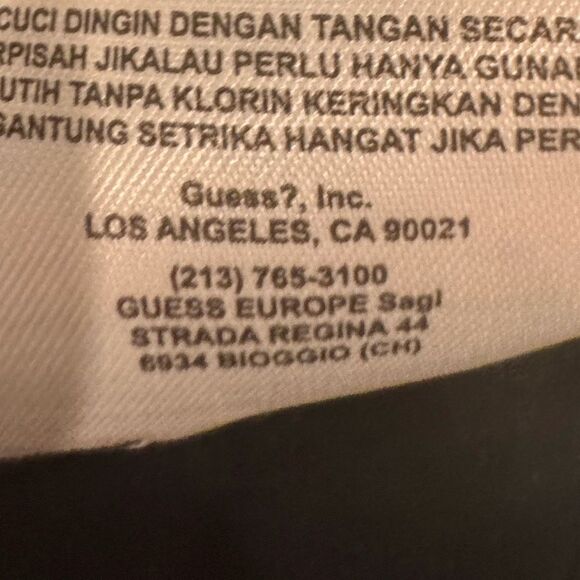 CUCI DINGIN DENGAN TANGAN SECAR
RPISAH JIKALAU PERLU HANYA GUNA
UTIH TANPA KLORIN KERINGKAN DEN
GANTUNG SETRIKA HANGAT JIKA PER
Guess?, Inc.
LOS ANGELES, CA 90021
(213) 765-3100
GUESS EUROPE Sagl
STRADA REGINA 44
6934 BIOGGIO (CH)